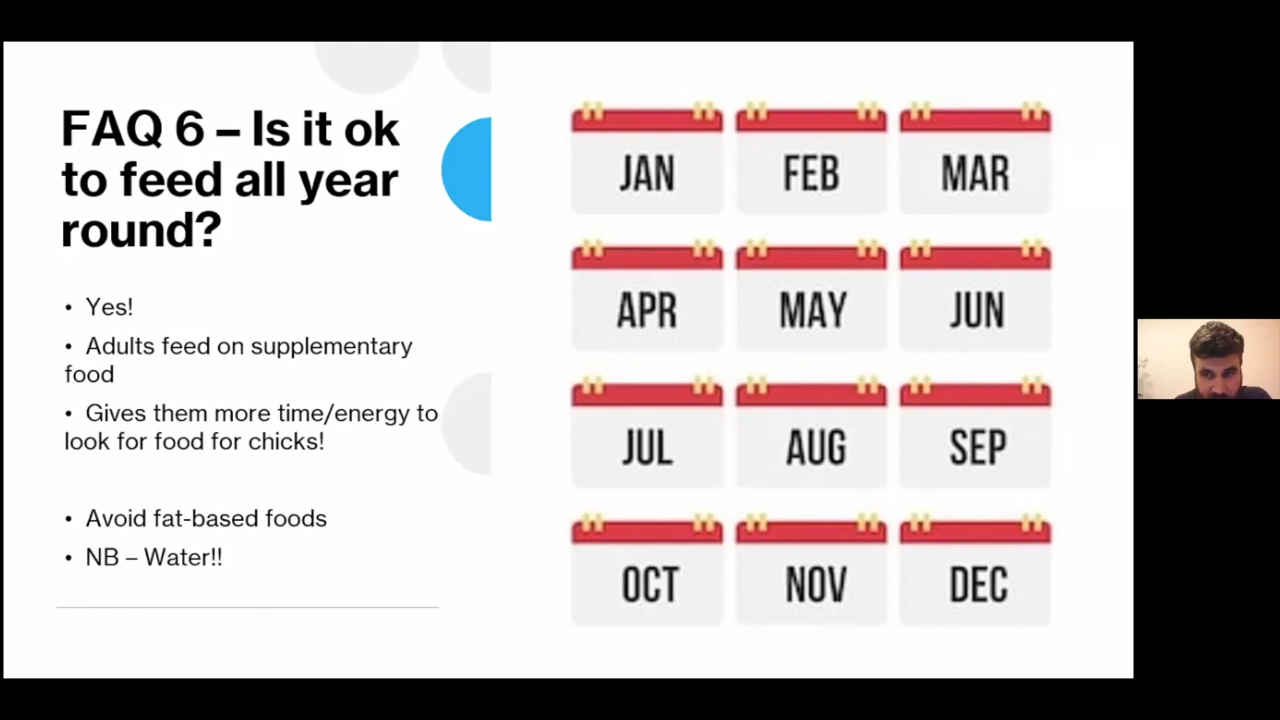 FAQ 6 – Is it ok
to feed all year
round?
• Yes!
• Adults feed on supplementary
food
• Gives them more time/energy to
look for food for chicks!
• Avoid fat-based foods
• NB – Water!!
JAN FEB MAR
APR MAY JUN
JUL AUG SEP
OCT NOV DEC